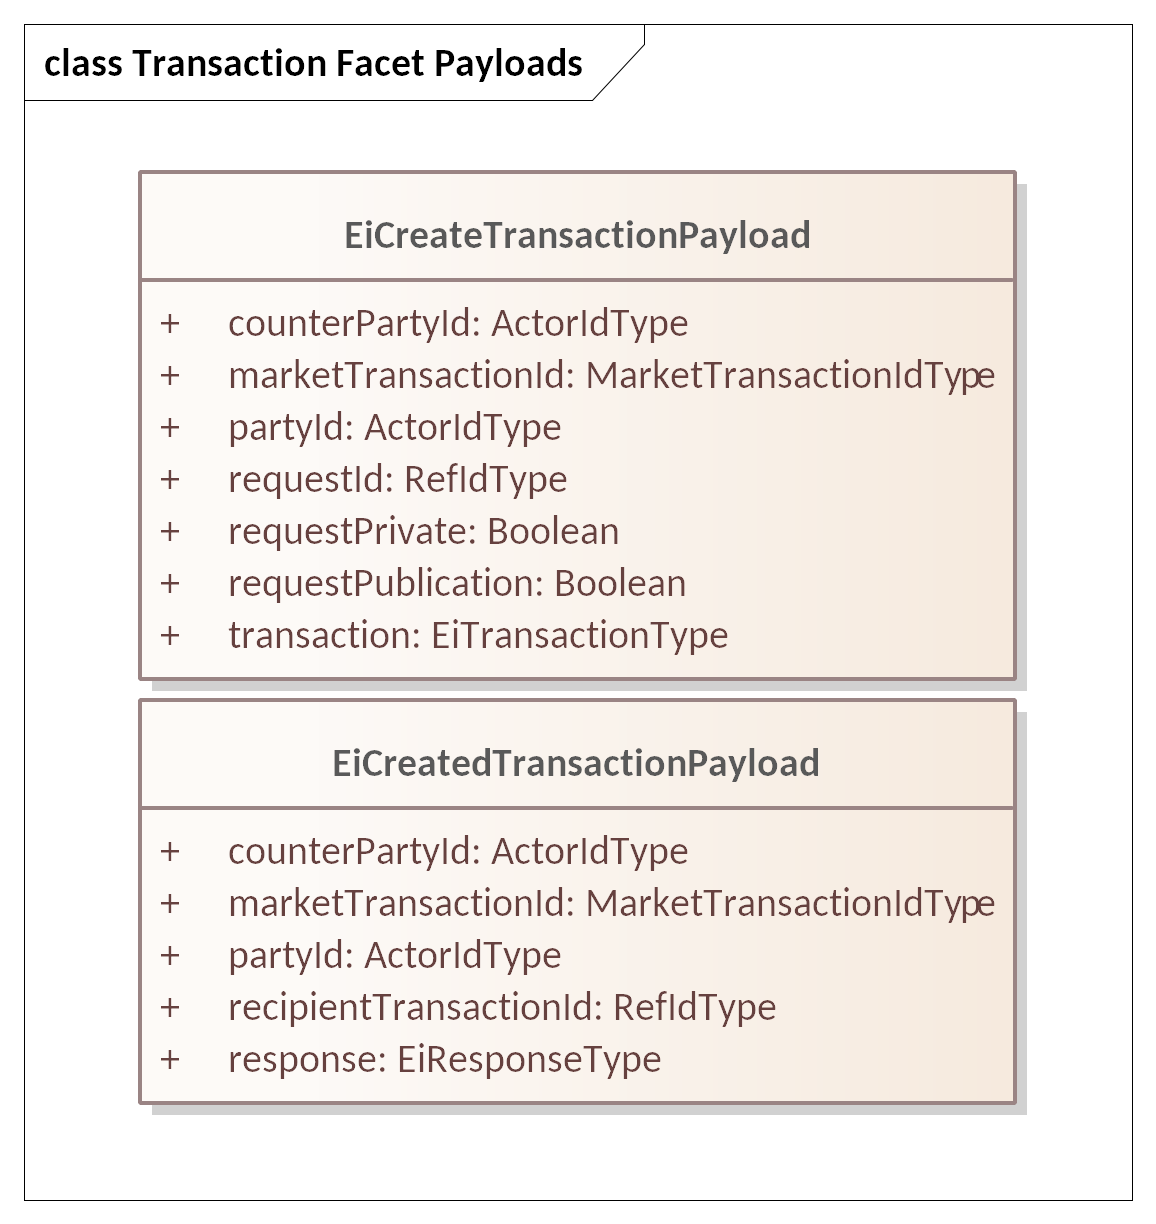 class Transaction Facet Payloads
EiCreateTransactionPayload
+ counterPartyId: ActorIdType
+ marketTransactionId: MarketTransactionIdType
+ partyId: ActorIdType
+ requestId: RefIdType
+ requestPrivate: Boolean
+ requestPublication: Boolean
+ transaction: EiTransactionType
EiCreatedTransactionPayload
+ counterPartyId: ActorIdType
+ marketTransactionId: MarketTransactionIdType
+ partyId: ActorIdType
+ recipientTransactionId: RefIdType
+ response: EiResponseType